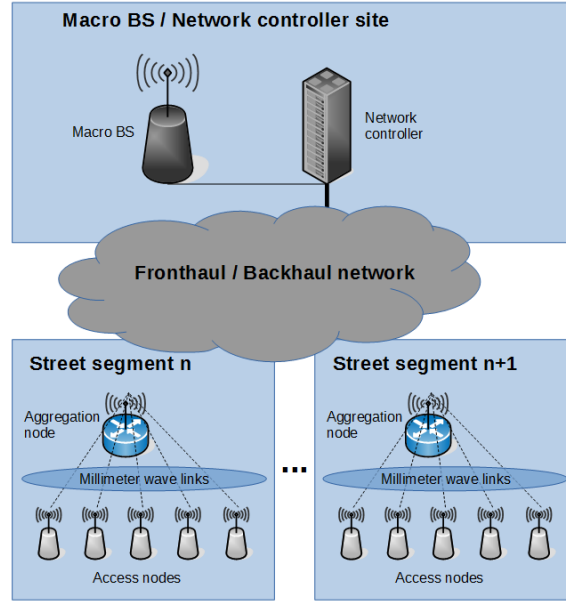 Macro BS / Network controller site
Macro BS
Network
controller
Fronthaul / Backhaul network
Street segment n
Aggregation
node
Millimeter wave links
Access nodes
...
Street segment n+1
Aggregation
node
Millimeter wave links
Access nodes